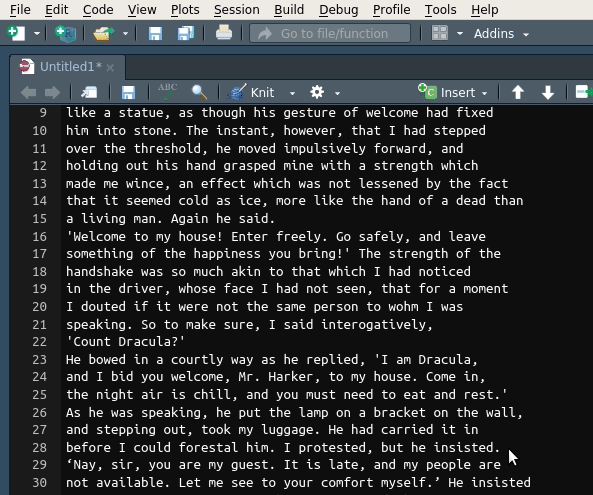 File Edit Code View Plots Session Build Debug Profile Tools Help
Go to file/function Addins
Untitled1*
ABC Knit C Insert
9 like a statue, as though his gesture of welcome had fixed
10 him into stone. The instant, however, that I had stepped
11 over the threshold, he moved impulsively forward, and
12 holding out his hand grasped mine with a strength which
13 made me wince, an effect which was not lessened by the fact
14 that it seemed cold as ice, more like the hand of a dead than
15 a living man. Again he said.
16 'Welcome to my house! Enter freely. Go safely, and leave
17 something of the happiness you bring!' The strength of the
18 handshake was so much akin to that which I had noticed
19 in the driver, whose face I had not seen, that for a moment
20 I douted if it were not the same person to wohm I was
21 speaking. So to make sure, I said interogatively,
22 'Count Dracula?'
23 He bowed in a courtly way as he replied, 'I am Dracula,
24 and I bid you welcome, Mr. Harker, to my house. Come in,
25 the night air is chill, and you must need to eat and rest.'
26 As he was speaking, he put the lamp on a bracket on the wall,
27 and stepping out, took my luggage. He had carried it in
28 before I could forestal him. I protested, but he insisted.
29 ‘Nay, sir, you are my guest. It is late, and my people are
30 not available. Let me see to your comfort myself.’ He insisted